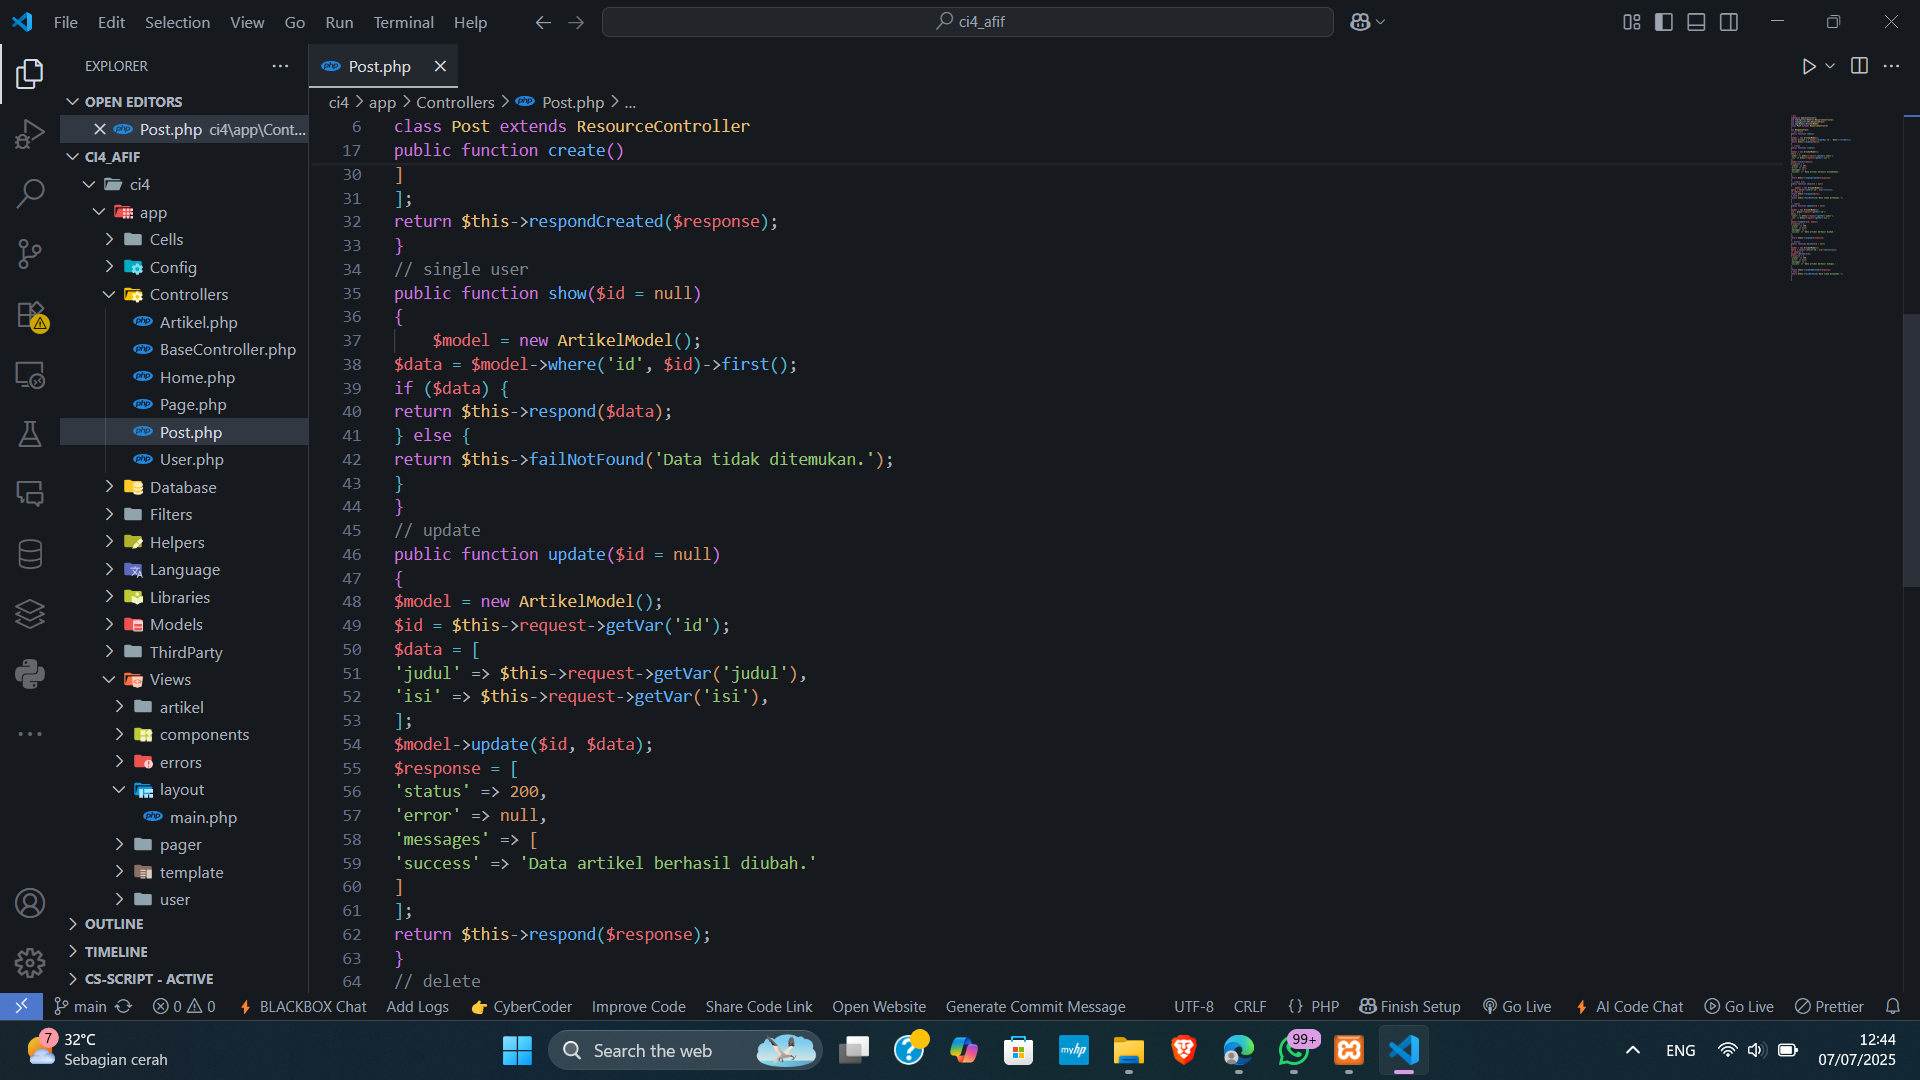 File Edit Selection View Go Run Terminal Help
ci4_afif
EXPLORER
OPEN EDITORS
Post.php ci4\app\Cont...
CI4_AFIF
ci4
app
Cells
Config
Controllers
Artikel.php
BaseController.php
Home.php
Page.php
Post.php
User.php
Database
Filters
Helpers
Language
Libraries
Models
ThirdParty
Views
artikel
components
errors
layout
main.php
pager
template
user
OUTLINE
TIMELINE
CS-SCRIPT - ACTIVE
php Post.php
ci4 > app > Controllers > Post.php > ...
6 class Post extends ResourceController
17 public function create()
30 ]
31 ];
32 return $this->respondCreated($response);
33 }
34 // single user
35 public function show($id = null)
36 {
37 $model = new ArtikelModel();
38 $data = $model->where('id', $id)->first();
39 if ($data) {
40 return $this->respond($data);
41 } else {
42 return $this->failNotFound('Data tidak ditemukan.');
43 }
44 }
45 // update
46 public function update($id = null)
47 {
48 $model = new ArtikelModel();
49 $id = $this->request->getVar('id');
50 $data = [
51 'judul' => $this->request->getVar('judul'),
52 'isi' => $this->request->getVar('isi'),
53 ];
54 $model->update($id, $data);
55 $response = [
56 'status' => 200,
57 'error' => null,
58 'messages' => [
59 'success' => 'Data artikel berhasil diubah.'
60 ]
61 ];
62 return $this->respond($response);
63 }
64 // delete
main 0 0 BLACKBOX Chat Add Logs CyberCoder Improve Code Share Code Link Open Website Generate Commit Message UTF-8 CRLF {} PHP Finish Setup Go Live AI Code Chat Go Live Prettier
7 32°C
Sebagian cerah
Search the web
myhp
99+
ENG
12:44
07/07/2025